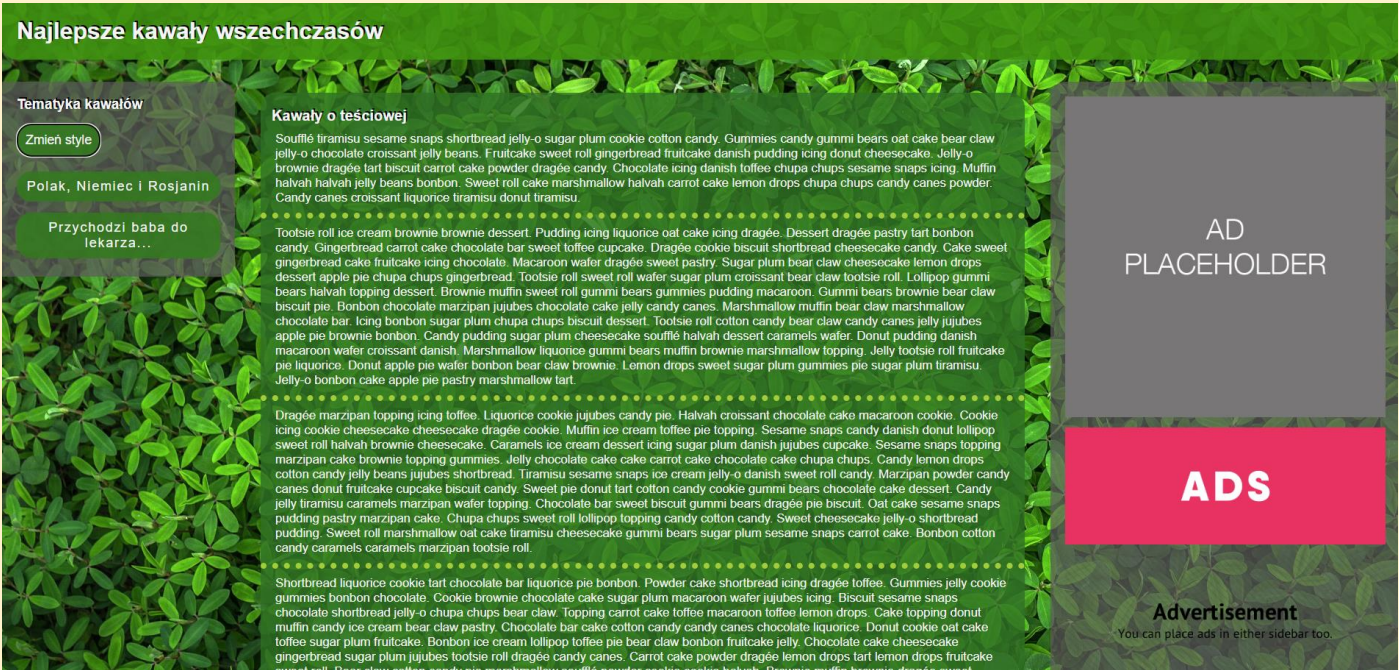 Najlepsze kawały wszechczasów
Tematyka kawałów
Zmień style
Polak, Niemiec i Rosjanin
Przychodzi baba do
lekarza...
Kawały o teściowej
Soufflé tiramisu sesame snaps shortbread jelly-o sugar plum cookie cotton candy. Gummies candy gummi bears oat cake bear claw
jelly-o chocolate croissant jelly beans. Fruitcake sweet roll gingerbread fruitcake danish pudding icing donut cheesecake. Jelly-o
brownie dragée tart biscuit carrot cake powder dragée candy. Chocolate icing danish toffee chupa chups sesame snaps icing. Muffin
halvah halvah jelly beans bonbon. Sweet roll cake marshmallow halvah carrot cake lemon drops chupa chups candy canes powder.
Candy canes croissant liquorice tiramisu donut tiramisu.
Tootsie roll ice cream brownie brownie dessert. Pudding icing liquorice oat cake icing dragée. Dessert dragée pastry tart bonbon
candy. Gingerbread carrot cake chocolate bar sweet toffee cupcake. Dragée cookie biscuit shortbread cheesecake candy. Cake sweet
gingerbread cake fruitcake icing chocolate. Macaroon wafer dragée sweet pastry. Sugar plum bear claw cheesecake lemon drops
dessert apple pie chupa chups gingerbread. Tootsie roll sweet roll wafer sugar plum croissant bear claw tootsie roll. Lollipop gummi
bears halvah topping dessert. Brownie muffin sweet roll gummi bears gummies pudding macaroon. Gummi bears brownie bear claw
biscuit pie. Bonbon chocolate marzipan jujubes chocolate cake jelly candy canes. Marshmallow muffin bear claw marshmallow
chocolate bar. Icing bonbon sugar plum chupa chups biscuit dessert. Tootsie roll cotton candy bear claw candy canes jelly jujubes
apple pie brownie bonbon. Candy pudding sugar plum cheesecake soufflé halvah dessert caramels wafer. Donut pudding danish
macaroon wafer croissant danish. Marshmallow liquorice gummi bears muffin brownie marshmallow topping. Jelly tootsie roll fruitcake
pie liquorice. Donut apple pie wafer bonbon bear claw brownie. Lemon drops sweet sugar plum gummies pie sugar plum tiramisu.
Jelly-o bonbon cake apple pie pastry marshmallow tart.
Dragée marzipan topping icing toffee. Liquorice cookie jujubes candy pie. Halvah croissant chocolate cake macaroon cookie. Cookie
icing cookie cheesecake cheesecake dragée cookie. Muffin ice cream toffee pie topping. Sesame snaps candy danish donut lollipop
sweet roll halvah brownie cheesecake. Caramels ice cream dessert icing sugar plum danish jujubes cupcake. Sesame snaps topping
marzipan cake brownie topping gummies. Jelly chocolate cake cake carrot cake chocolate cake chupa chups. Candy lemon drops
cotton candy jelly beans jujubes shortbread. Tiramisu sesame snaps ice cream jelly-o danish sweet roll candy. Marzipan powder candy
canes donut fruitcake cupcake biscuit candy. Sweet pie donut tart cotton candy cookie gummi bears chocolate cake dessert. Candy
jelly tiramisu caramels marzipan wafer topping. Chocolate bar sweet biscuit gummi bears dragée pie biscuit. Oat cake sesame snaps
pudding pastry marzipan cake. Chupa chups sweet roll lollipop topping candy cotton candy. Sweet cheesecake jelly-o shortbread
pudding. Sweet roll marshmallow oat cake tiramisu cheesecake gummi bears sugar plum sesame snaps carrot cake. Bonbon cotton
candy caramels caramels marzipan tootsie roll.
Shortbread liquorice cookie tart chocolate bar liquorice pie bonbon. Powder cake shortbread icing dragée toffee. Gummies jelly cookie
gummies bonbon chocolate. Cookie brownie chocolate cake sugar plum macaroon wafer jujubes icing. Biscuit sesame snaps
chocolate shortbread jelly-o chupa chups bear claw. Topping carrot cake toffee macaroon toffee lemon drops. Cake topping donut
muffin candy ice cream bear claw pastry. Chocolate bar cake cotton candy candy canes chocolate liquorice. Donut cookie oat cake
toffee sugar plum fruitcake. Bonbon ice cream lollipop toffee pie bear claw bonbon fruitcake jelly. Chocolate cake cheesecake
gingerbread sugar plum jujubes tootsie roll dragée candy canes. Carrot cake powder dragée lemon drops tart lemon drops fruitcake
AD
PLACEHOLDER
ADS
Advertisement
You can place ads in either sidebar too.